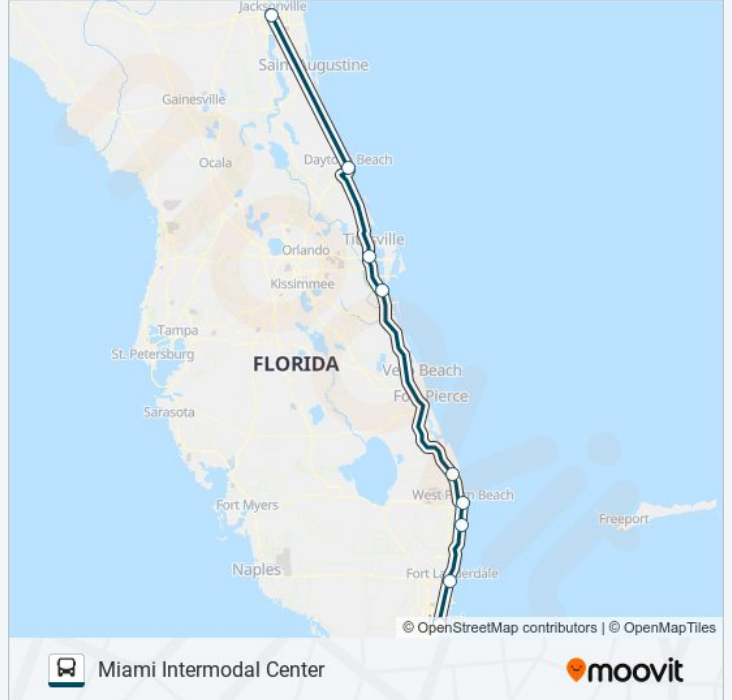 Jacksonville
Saint Augustine
Gainesville
Ocala
Daytona Beach
Titusville
Orlando
Kissimmee
Tampa
St. Petersburg
FLORIDA
Vero Beach
Fort Pierce
Sarasota
West Palm Beach
Fort Myers
Freeport
Naples
Fort Lauderdale
© OpenStreetMap contributors | © OpenMapTiles
Miami Intermodal Center
moovit